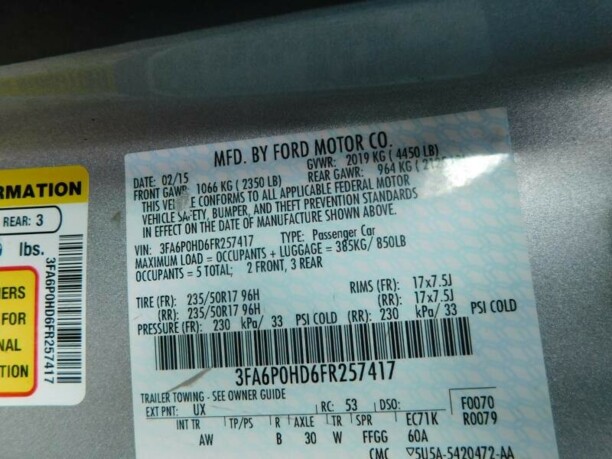 MFD. BY FORD MOTOR CO.
DATE: 02/15 GVWR: 2019 KG ( 4450 LB)
FRONT GAWR: 1066 KG ( 2350 LB) REAR GAWR: 964 KG
THIS VEHICLE CONFORMS TO ALL APPLICABLE FEDERAL MOTOR
VEHICLE SAFETY, BUMPER, AND THEFT PREVENTION STANDARDS
IN EFFECT ON THE DATE OF MANUFACTURE SHOWN ABOVE.
VIN: 3FA6P0HD6FR257417 TYPE: Passenger Car
MAXIMUM LOAD = OCCUPANTS + LUGGAGE = 385KG/ 850LB
OCCUPANTS = 5 TOTAL; 2 FRONT, 3 REAR
TIRE (FR): 235/50R17 96H RIMS (FR): 17x7.5J
(RR): 235/50R17 96H (RR): 17x7.5J
PRESSURE (FR): 230 kPa/ 33 PSI COLD (RR): 230 kPa/ 33 PSI COLD
3FA6P0HD6FR257417
TRAILER TOWING - SEE OWNER GUIDE
EXT PNT: UX RC: 53 DSO: F0070
INT TR TP/PS R AXLE TR SPR EC71K R0079
AW B 30 W FFGG 60A
CMC ▽5U5A-5420472-AA
RMATION
REAR: 3
lbs.
NERS
FOR
NAL
TION
3FA6P0HD6FR257417